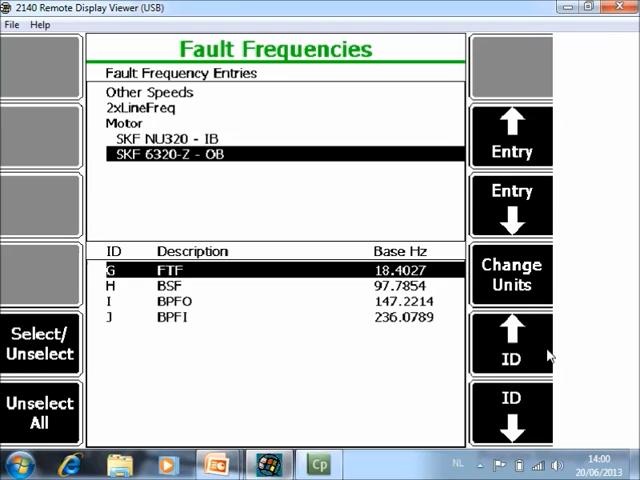 2140 Remote Display Viewer (USB)
File Help
Fault Frequencies
Fault Frequency Entries
Other Speeds
2xLineFreq
Motor
SKF NU320 - IB
SKF 6320-Z - OB
ID Description Base Hz
G FTF 18.4027
H BSF 97.7854
I BPFO 147.2214
J BPFI 236.0789
Select/
Unselect
Unselect
All
Entry
Entry
Change
Units
ID
ID
Cp
NL
14:00
20/06/2013